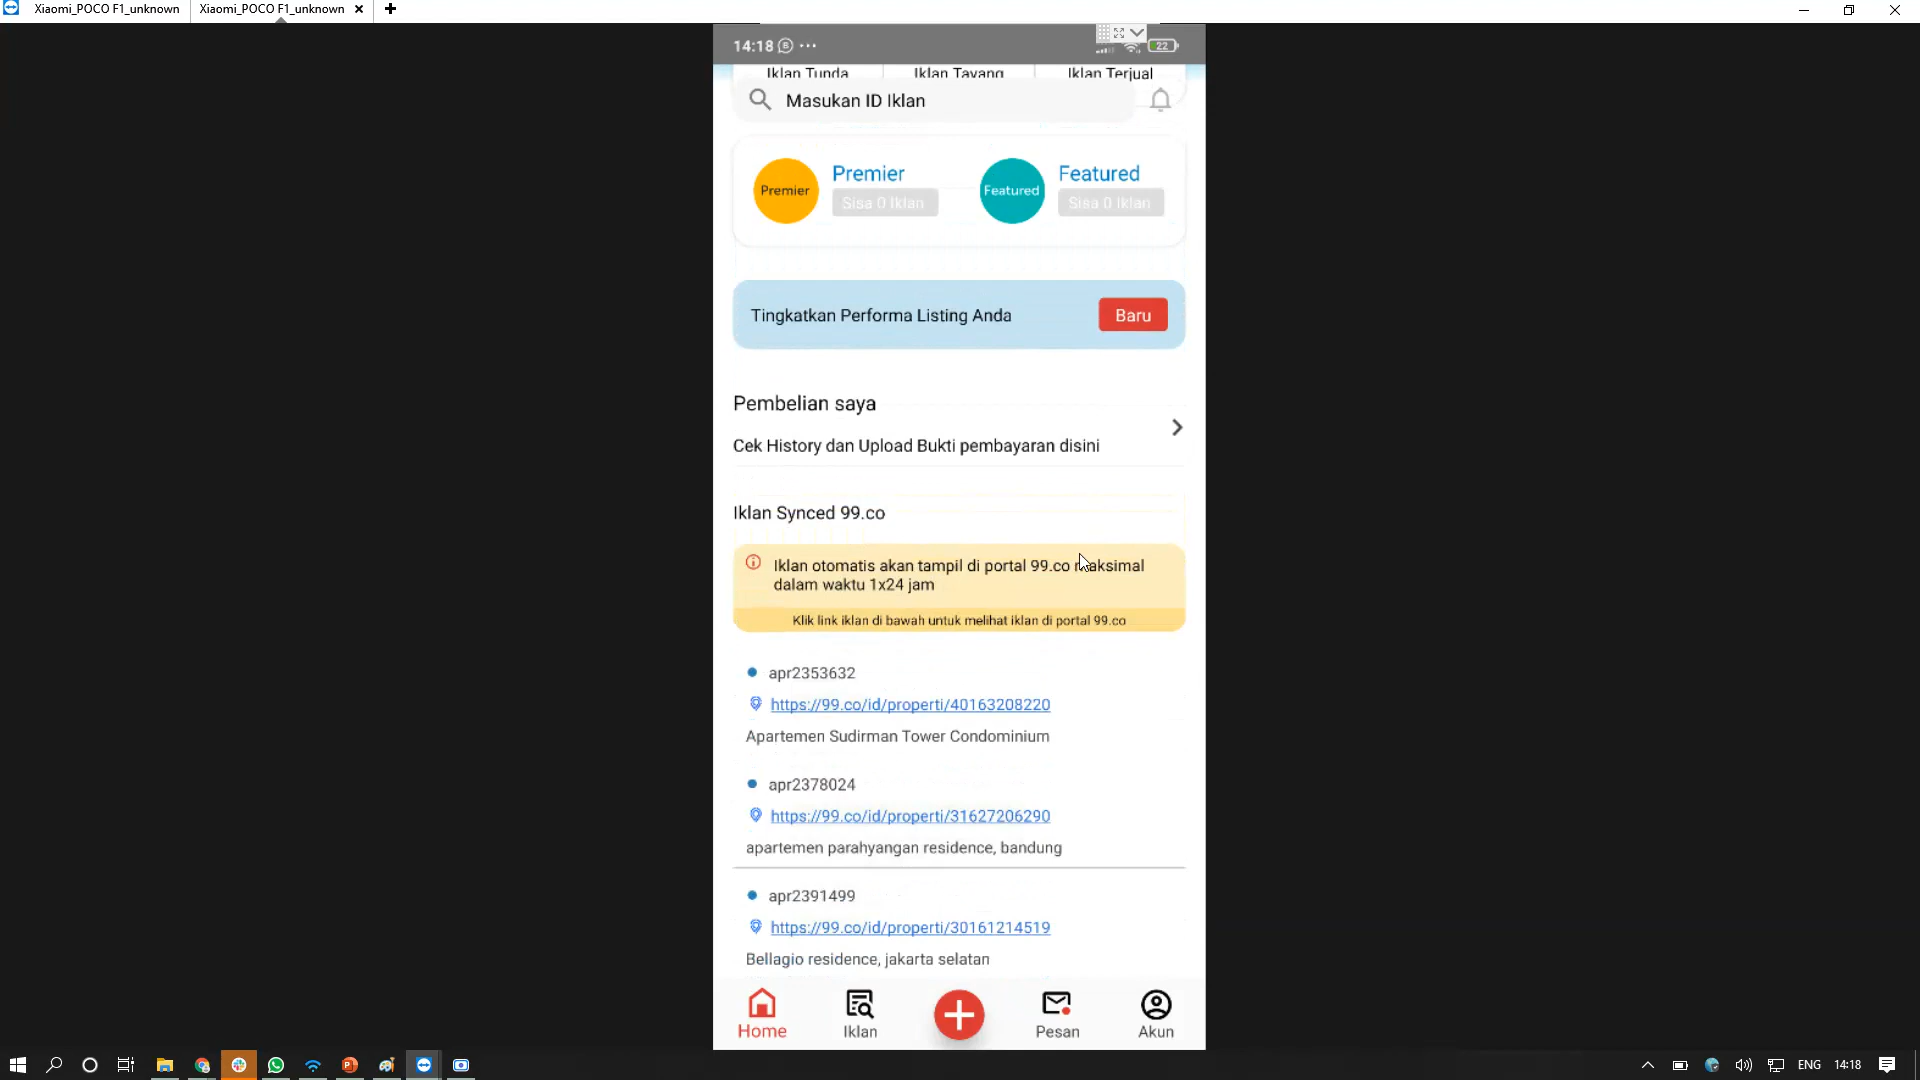 Xiaomi_POCO F1_unknown
Xiaomi_POCO F1_unknown
14:18
22
Iklan Tunda
Iklan Tayang
Iklan Terjual
Masukan ID Iklan
Premier
Premier
Sisa 0 Iklan
Featured
Featured
Sisa 0 Iklan
Tingkatkan Performa Listing Anda
Baru
Pembelian saya
Cek History dan Upload Bukti pembayaran disini
Iklan Synced 99.co
Iklan otomatis akan tampil di portal 99.co maksimal
dalam waktu 1x24 jam
Klik link iklan di bawah untuk melihat iklan di portal 99.co
apr2353632
https://99.co/id/properti/40163208220
Apartemen Sudirman Tower Condominium
apr2378024
https://99.co/id/properti/31627206290
apartemen parahyangan residence, bandung
apr2391499
https://99.co/id/properti/30161214519
Bellagio residence, jakarta selatan
Home
Iklan
Pesan
Akun
ENG
14:18